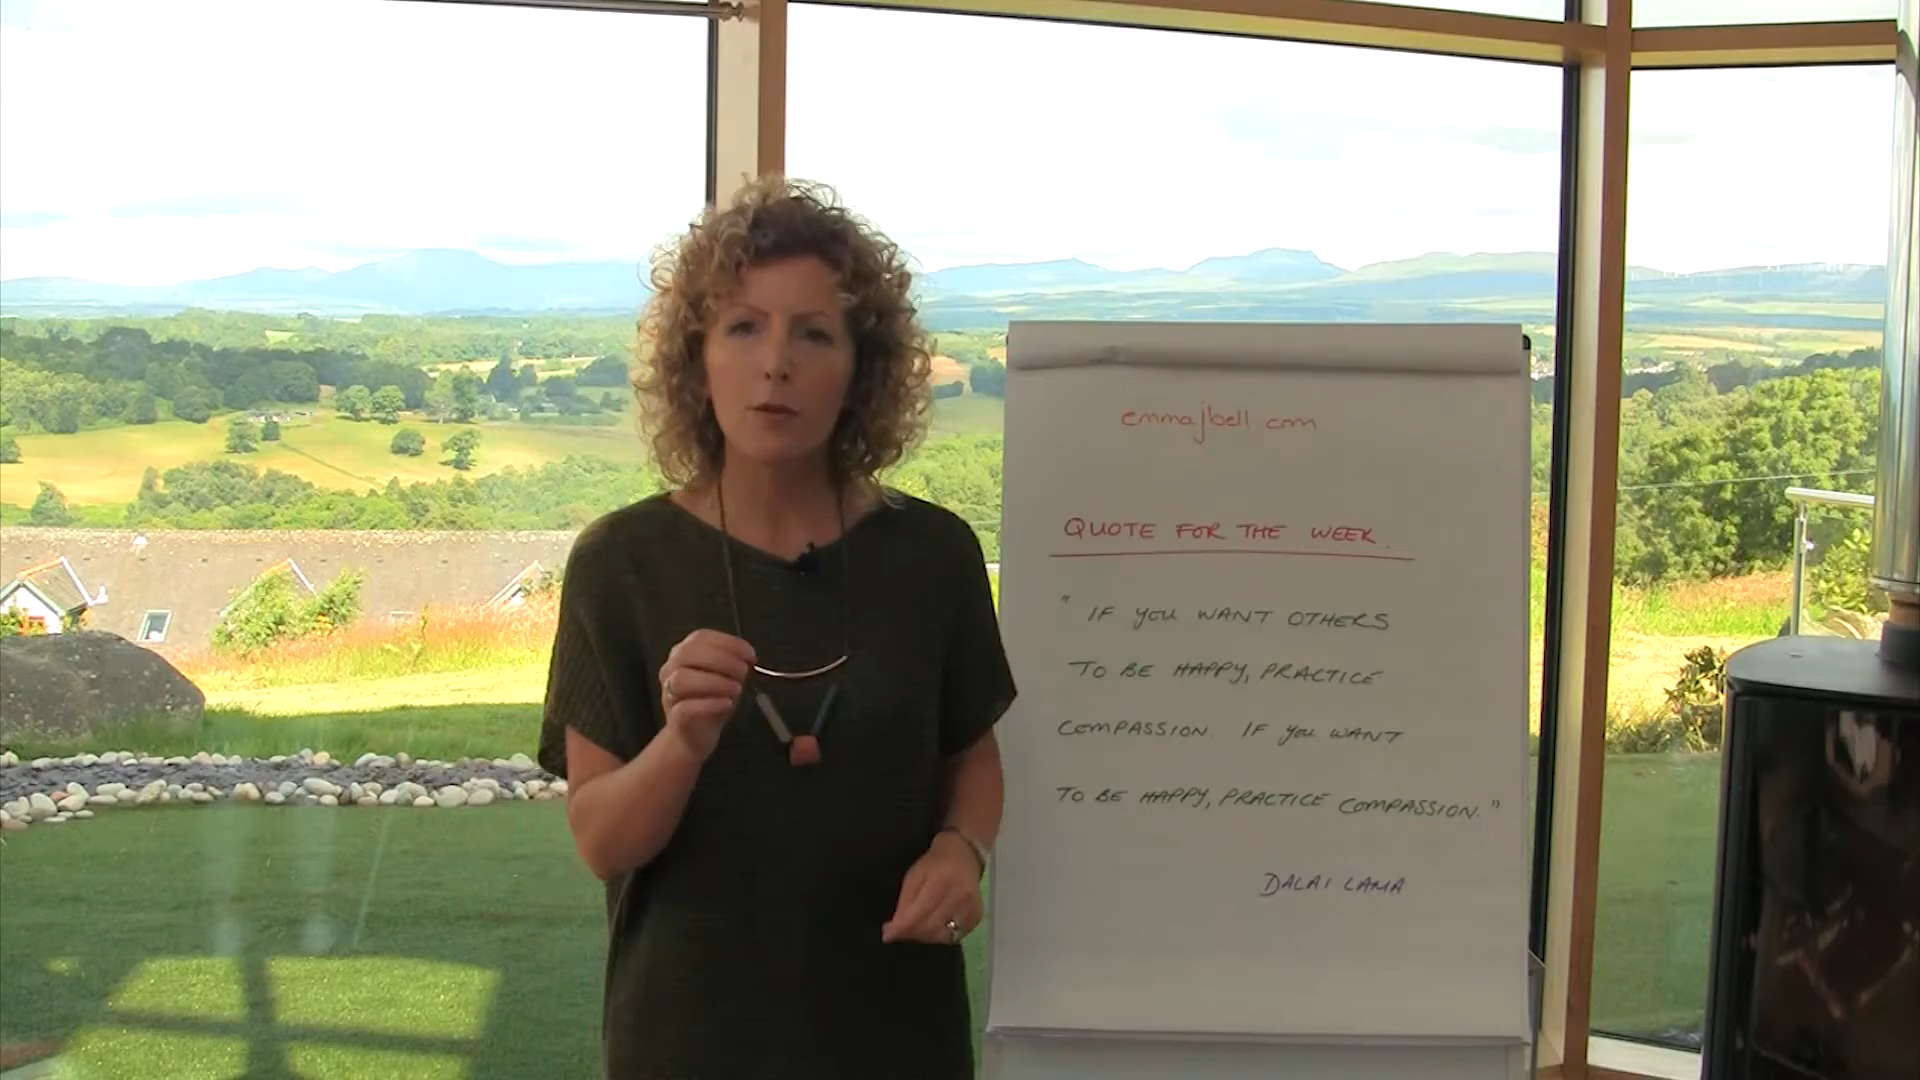 emmajbell com
QUOTE FOR THE WEEK.
" IF you WANT OTHERS
TO BE HAPPY, PRACTICE
COMPASSION. IF you WANT
TO BE HAPPY, PRACTICE COMPASSION."
DALAI LAMA